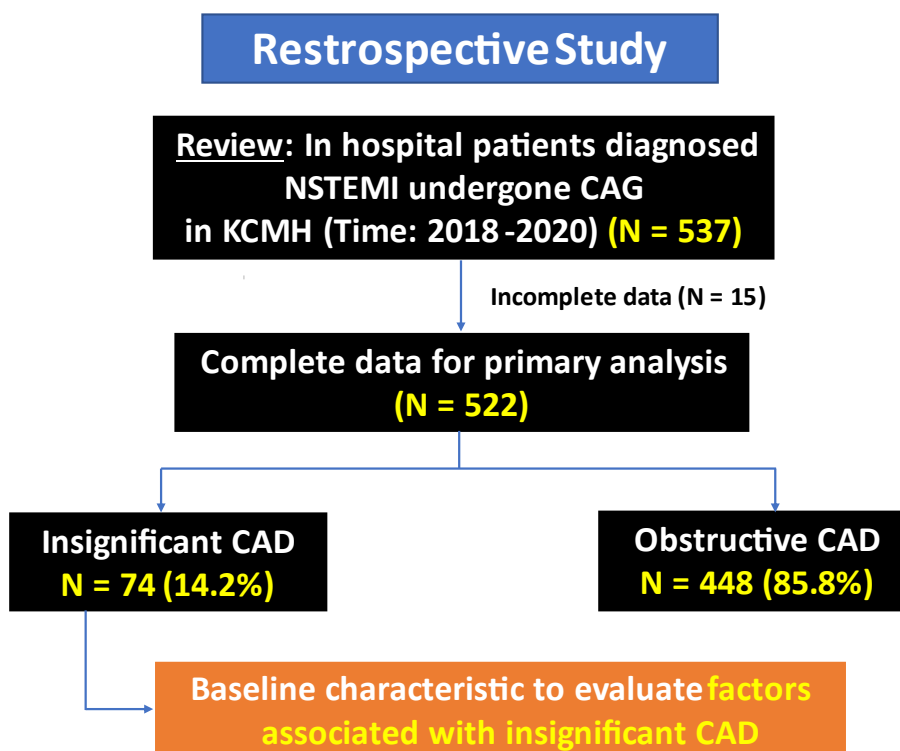 Restrospective Study
Review: In hospital patients diagnosed
NSTEMI undergone CAG
in KCMH (Time: 2018-2020) (N = 537)
Incomplete data (N = 15)
Complete data for primary analysis
(N = 522)
Insignificant CAD
N = 74 (14.2%)
Obstructive CAD
N = 448 (85.8%)
Baseline characteristic to evaluate factors
associated with insignificant CAD